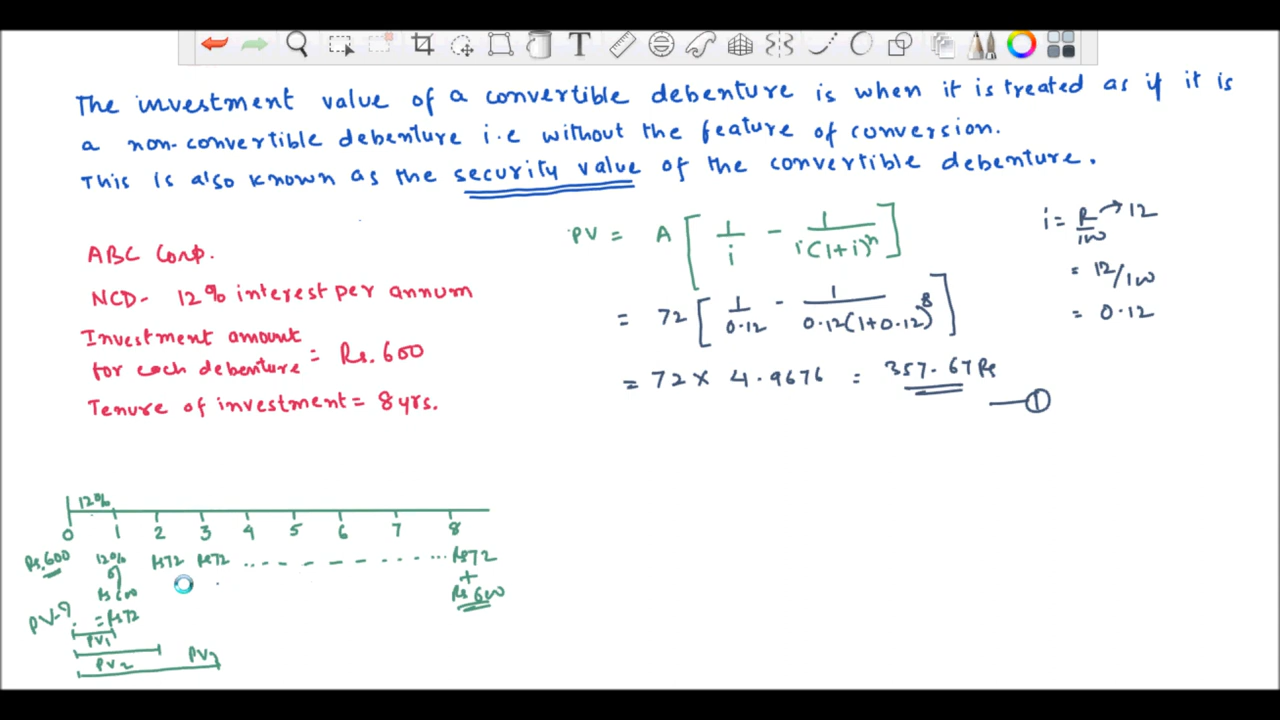 The investment value of a convertible debenture is when it is treated as if it is
a non-convertible debenture i.e without the feature of conversion.
This is also known as the security value of the convertible debenture.
ABC Corp.
NCD- 12% interest per annum
Investment amount
for each debenture = Rs.600
Tenure of investment = 8 yrs.
PV = A [ 1/i - 1/i(1+i)^n ]
= 72 [ 1/0.12 - 1/0.12(1+0.12)^8 ]
= 72 × 4.9676 = 357.67 Rs
①
i = R/100 → 12
= 12/100
= 0.12
12%
0 1 2 3 4 5 6 7 8
Rs.600 12% Rs72 Rs72 .. - - - - - ... Rs72
+
Rs 600 Rs 600
PV-? = Rs72
PV1
PV2 PV3